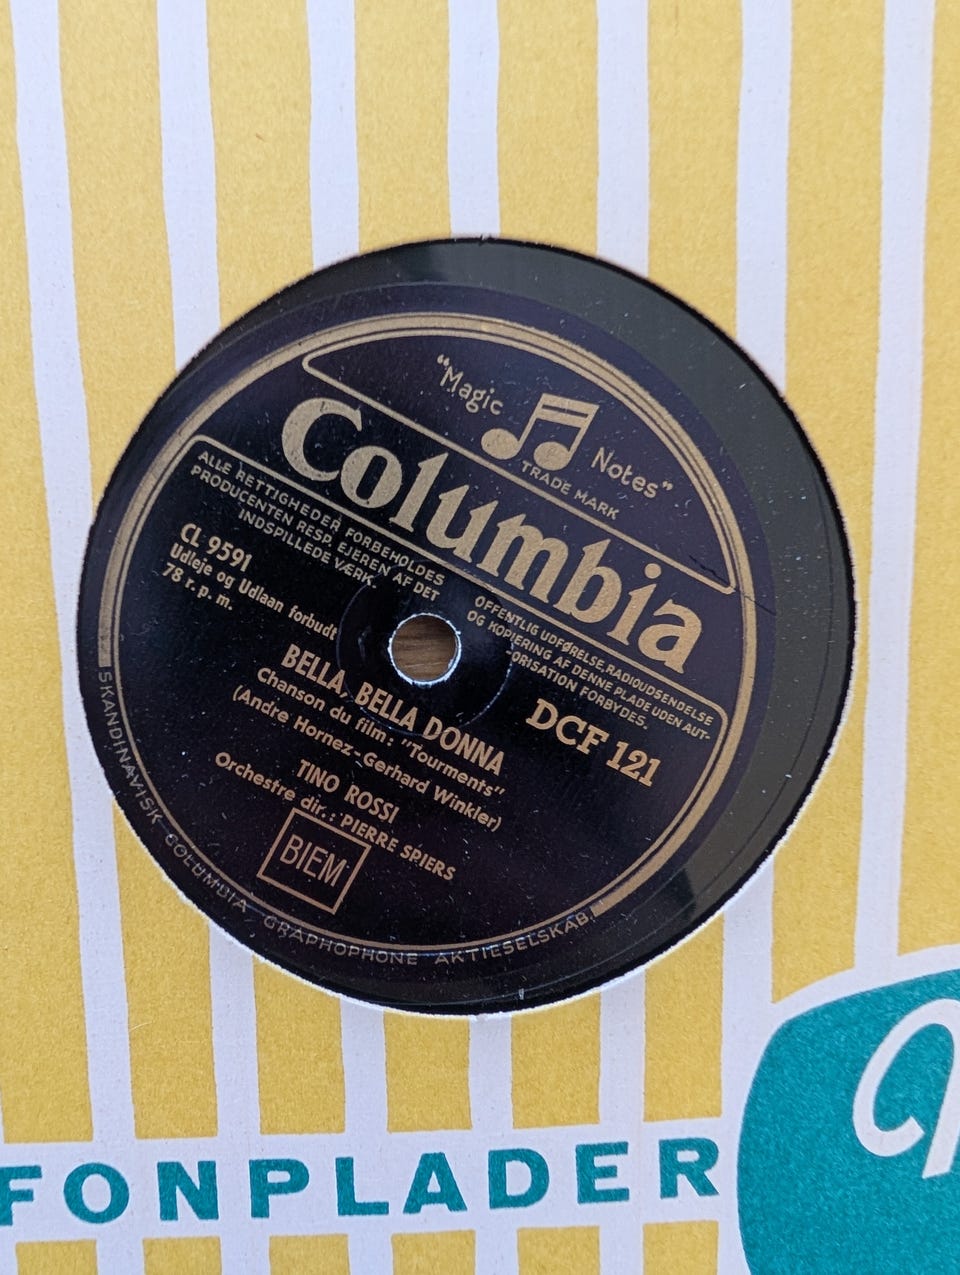 "Magic Notes"
TRADE MARK
Columbia
ALLE RETTIGHEDER FORBEHOLDES
PRODUCENTEN RESP. EJEREN AF DET
INDSPILLEDE VÆRK.
OFFENTLIG UDFØRELSE, RADIOUDSENDELSE
OG KOPIERING AF DENNE PLADE UDEN AUT-
ORISATION FORBYDES.
CL 9591
Udleje og Udlaan forbudt
78 r. p. m.
DCF 121
BELLA, BELLA DONNA
Chanson du film: "Tourments"
(Andre Hornez - Gerhard Winkler)
TINO ROSSI
Orchestre dir.: PIERRE SPIERS
BIEM
SKANDINAVISK COLUMBIA GRAPHOPHONE AKTIESELSKAB.
FONPLADER